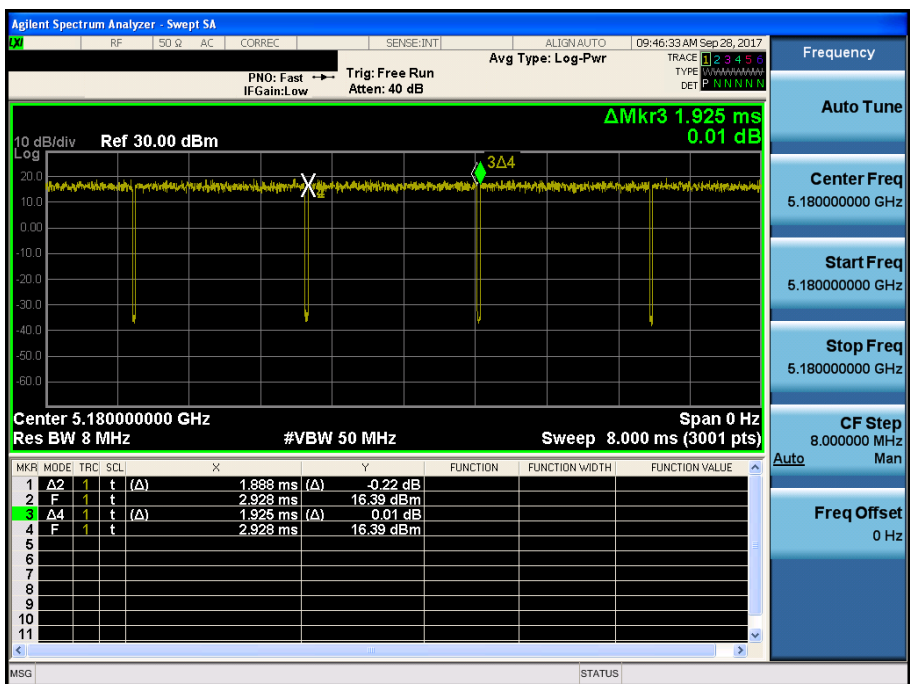 Agilent Spectrum Analyzer - Swept SA
LXI RF 50 Ω AC CORREC SENSE:INT ALIGNAUTO 09:46:33 AM Sep 28, 2017
Avg Type: Log-Pwr TRACE 1 2 3 4 5 6
PNO: Fast Trig: Free Run TYPE
IFGain:Low Atten: 40 dB DET P N N N N N
ΔMkr3 1.925 ms
0.01 dB
10 dB/div Ref 30.00 dBm
Log
20.0
10.0
0.00
-10.0
-20.0
-30.0
-40.0
-50.0
-60.0
3Δ4
Center 5.180000000 GHz Span 0 Hz
Res BW 8 MHz #VBW 50 MHz Sweep 8.000 ms (3001 pts)
MKR MODE TRC SCL X Y FUNCTION FUNCTION WIDTH FUNCTION VALUE
1 Δ2 1 t (Δ) 1.888 ms (Δ) -0.22 dB
2 F 1 t 2.928 ms 16.39 dBm
3 Δ4 1 t (Δ) 1.925 ms (Δ) 0.01 dB
4 F 1 t 2.928 ms 16.39 dBm
5
6
7
8
9
10
11
MSG STATUS
Frequency
Auto Tune
Center Freq
5.180000000 GHz
Start Freq
5.180000000 GHz
Stop Freq
5.180000000 GHz
CF Step
8.000000 MHz
Auto Man
Freq Offset
0 Hz